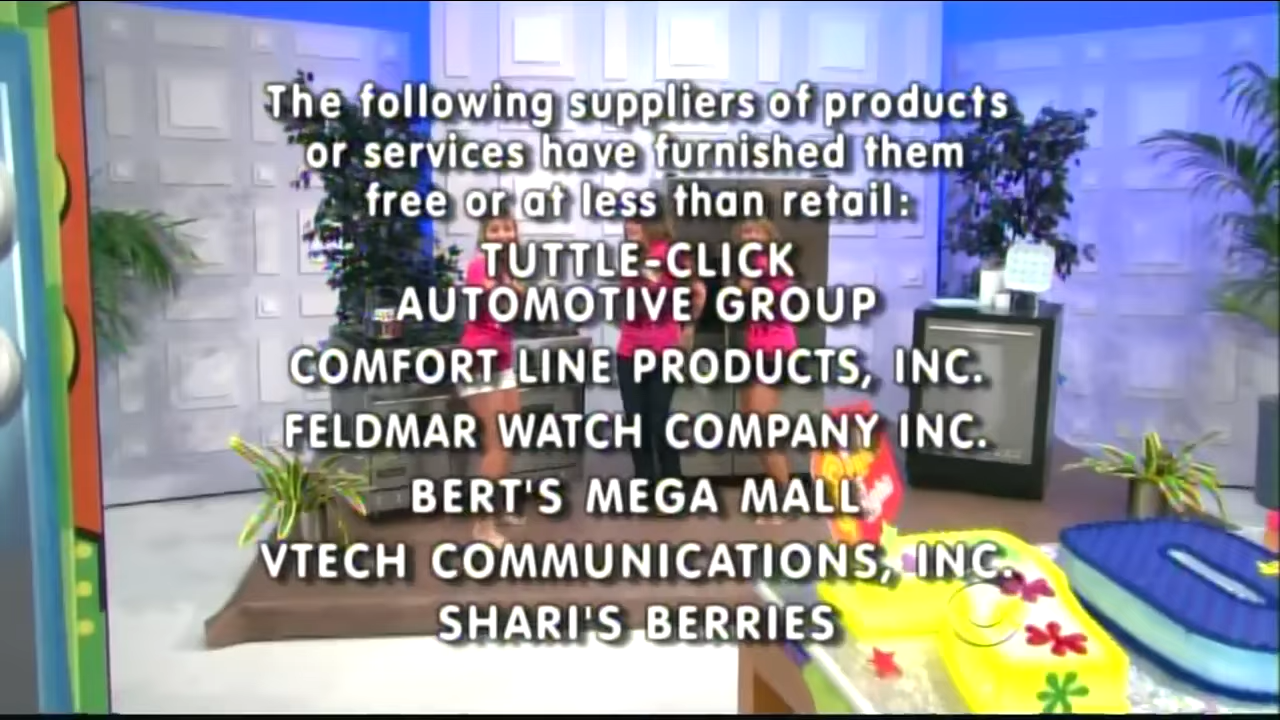 The following suppliers of products
or services have furnished them
free or at less than retail:
TUTTLE-CLICK
AUTOMOTIVE GROUP
COMFORT LINE PRODUCTS, INC.
FELDMAR WATCH COMPANY INC.
BERT'S MEGA MALL
VTECH COMMUNICATIONS, INC.
SHARI'S BERRIES